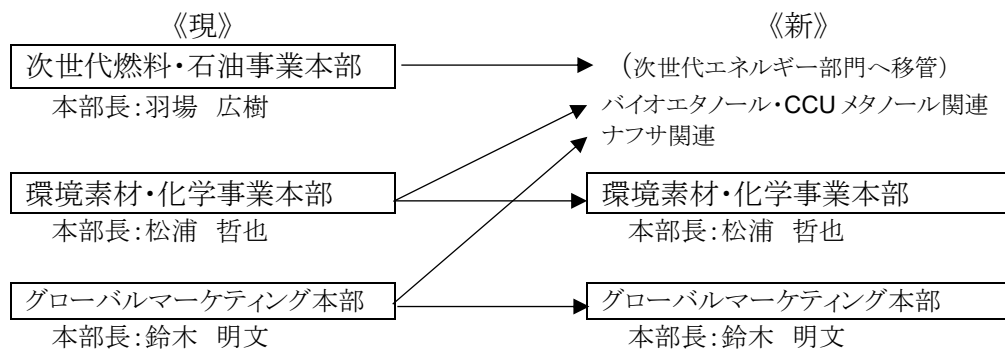 《現》 《新》
次世代燃料・石油事業本部 (次世代エネルギー部門へ移管)
本部長:羽場 広樹 バイオエタノール・CCUメタノール関連
ナフサ関連
環境素材・化学事業本部 環境素材・化学事業本部
本部長:松浦 哲也 本部長:松浦 哲也
グローバルマーケティング本部 グローバルマーケティング本部
本部長:鈴木 明文 本部長:鈴木 明文